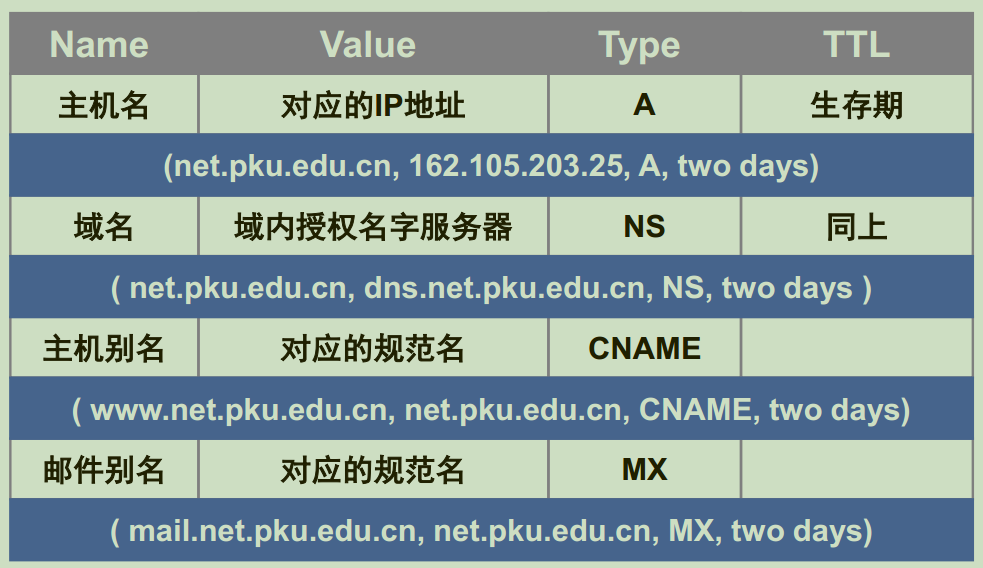 Name Value Type TTL
主机名 对应的IP地址 A 生存期
(net.pku.edu.cn, 162.105.203.25, A, two days)
域名 域内授权名字服务器 NS 同上
( net.pku.edu.cn, dns.net.pku.edu.cn, NS, two days )
主机别名 对应的规范名 CNAME
( www.net.pku.edu.cn, net.pku.edu.cn, CNAME, two days)
邮件别名 对应的规范名 MX
( mail.net.pku.edu.cn, net.pku.edu.cn, MX, two days)